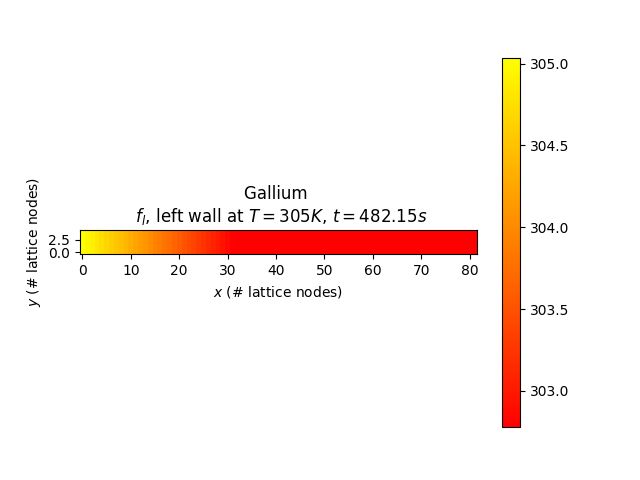 Gallium
f_l, left wall at T = 305K, t = 482.15s
y (# lattice nodes)
2.5
0.0
0 10 20 30 40 50 60 70 80
x (# lattice nodes)
305.0
304.5
304.0
303.5
303.0